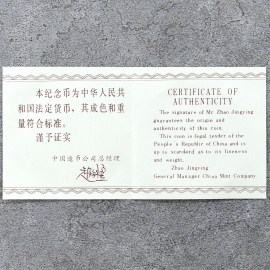 本纪念币为中华人民共
和国法定货币，其成色和重
量符合标准。
谨予证实
中国造币公司总经理
CERTIFICATE OF
AUTHENTICITY
The signature of Mr Zhao Jingying
guarantees the origin and
authenticity of this coin.
This coin is legal tender of the
People's Republic of China and is
up to standard as to its fineness
and weight.
Zhao Jingying
General Manager China Mint Company